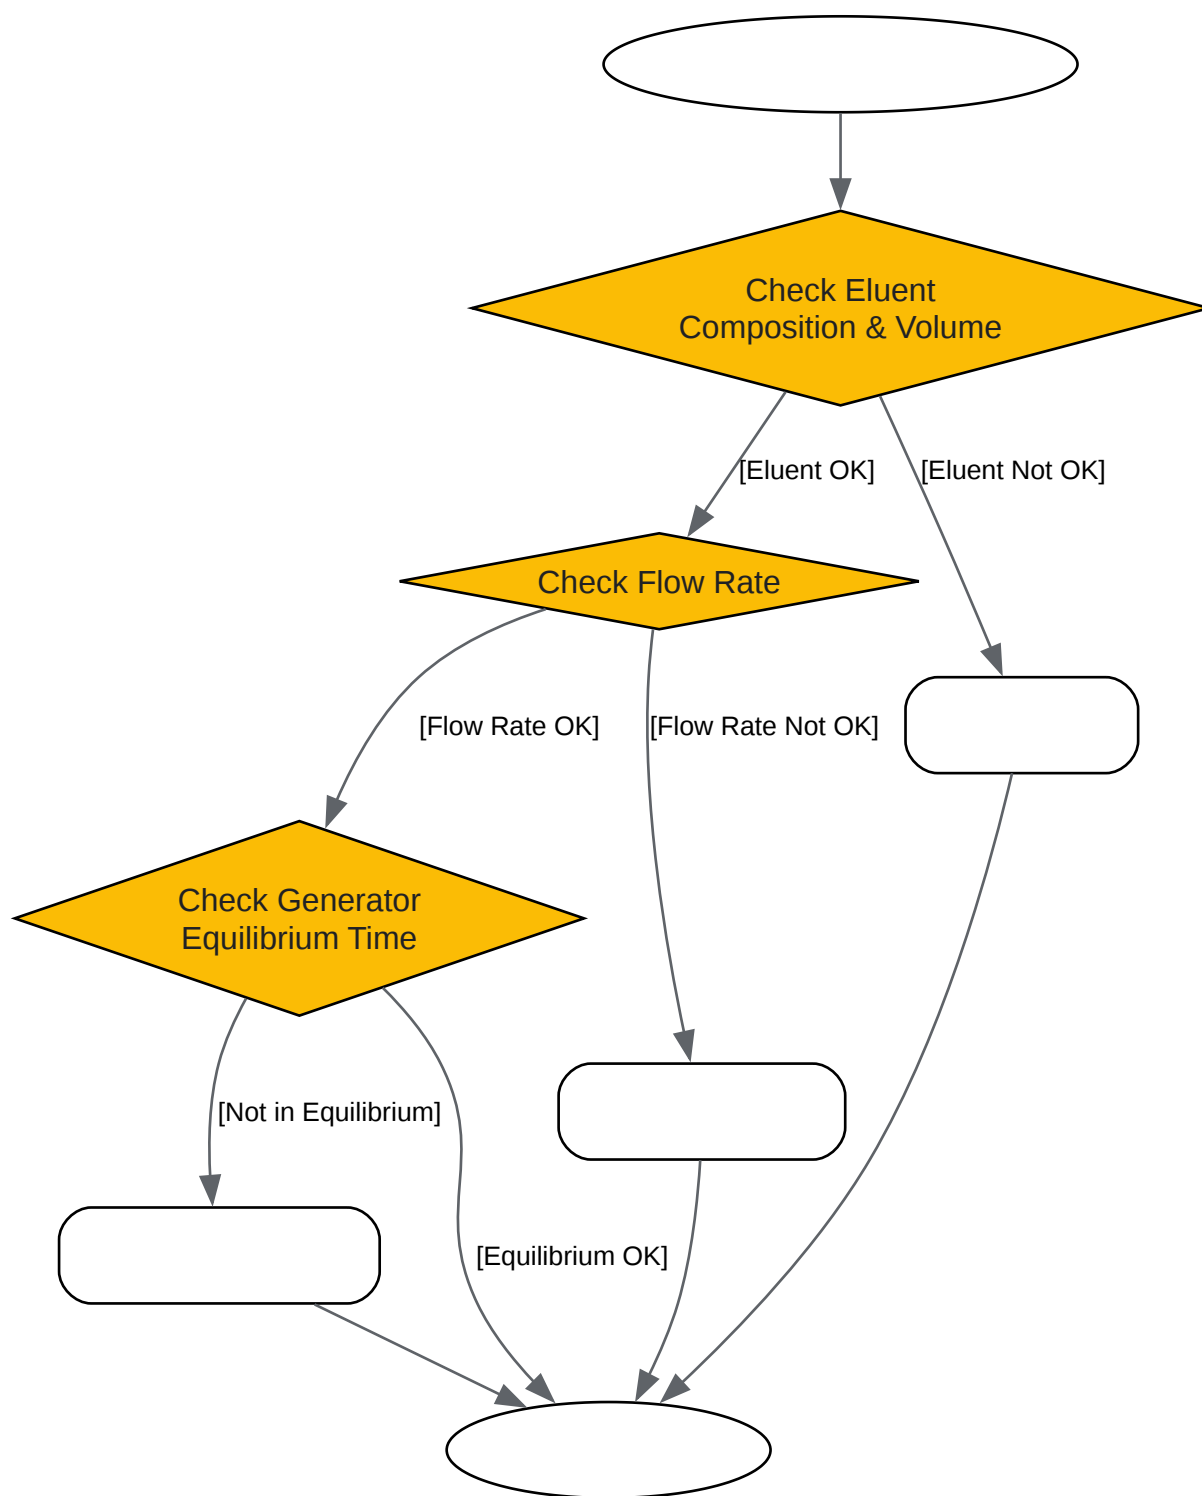 Check Eluent
Composition & Volume
[Eluent OK]
[Eluent Not OK]
Check Flow Rate
[Flow Rate OK]
[Flow Rate Not OK]
Check Generator
Equilibrium Time
[Not in Equilibrium]
[Equilibrium OK]